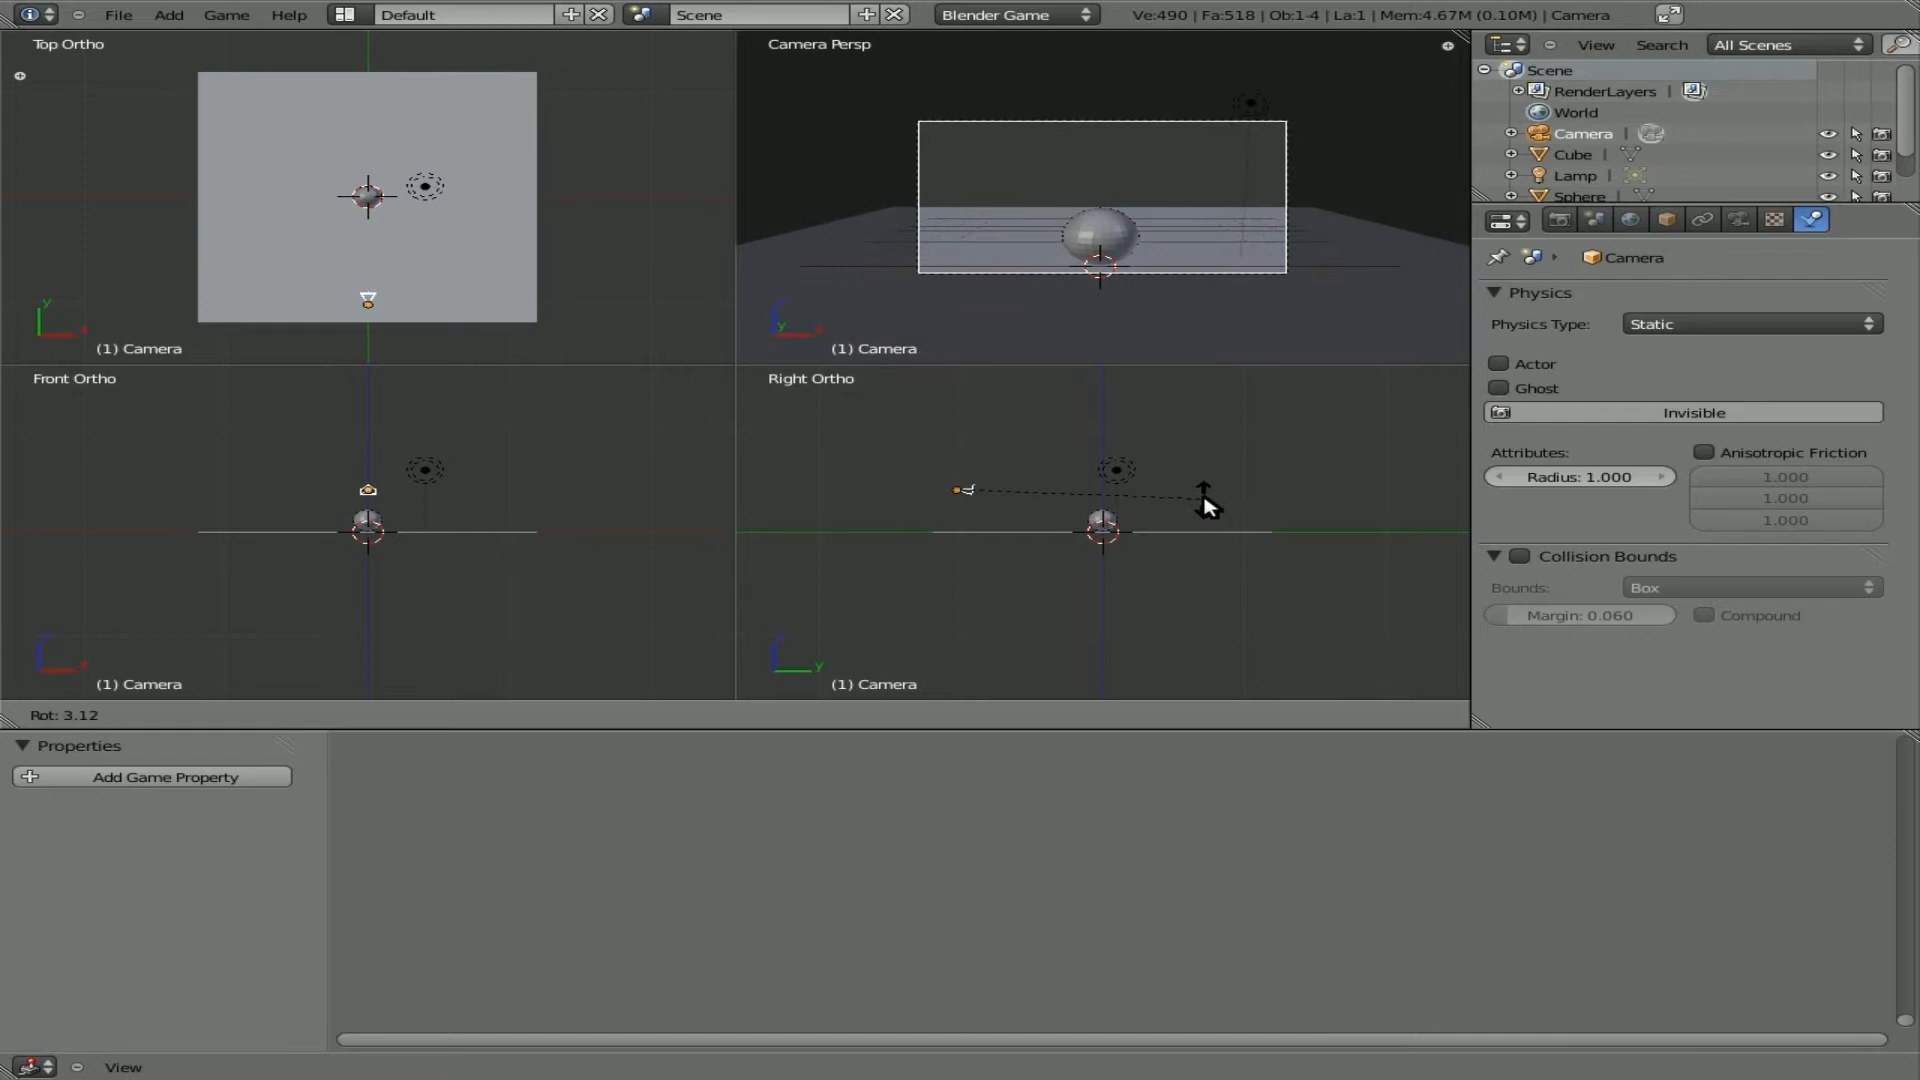 File Add Game Help Default Scene Blender Game Ve:490 | Fa:518 | Ob:1-4 | La:1 | Mem:4.67M (0.10M) | Camera
Top Ortho
(1) Camera
Camera Persp
(1) Camera
Front Ortho
(1) Camera
Right Ortho
y
(1) Camera
Rot: 3.12
View Search All Scenes
Scene
RenderLayers |
World
Camera |
Cube |
Lamp |
Sphere
Camera
Physics
Physics Type: Static
Actor
Ghost
Invisible
Attributes: Anisotropic Friction
Radius: 1.000 1.000
1.000
1.000
Collision Bounds
Bounds: Box
Margin: 0.060 Compound
Properties
Add Game Property
View